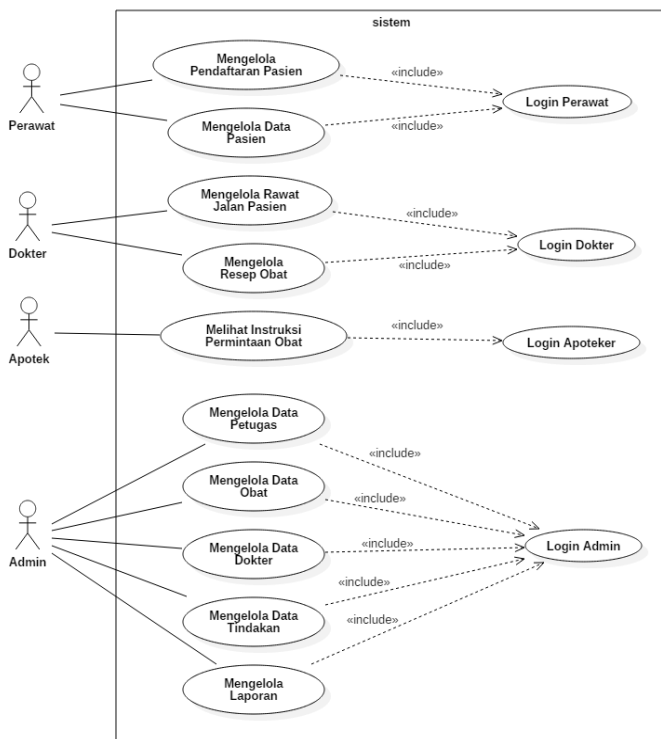 sistem
Mengelola
Pendaftaran Pasien
«include»
Login Perawat
Perawat
Mengelola Data
Pasien
«include»
Mengelola Rawat
Jalan Pasien
«include»
Login Dokter
Dokter
Mengelola
Resep Obat
«include»
Melihat Instruksi
Permintaan Obat
«include»
Login Apoteker
Apotek
Mengelola Data
Petugas
«include»
Mengelola Data
Obat
«include»
Mengelola Data
Dokter
«include»
Login Admin
Admin
Mengelola Data
Tindakan
«include»
Mengelola
Laporan
«include»